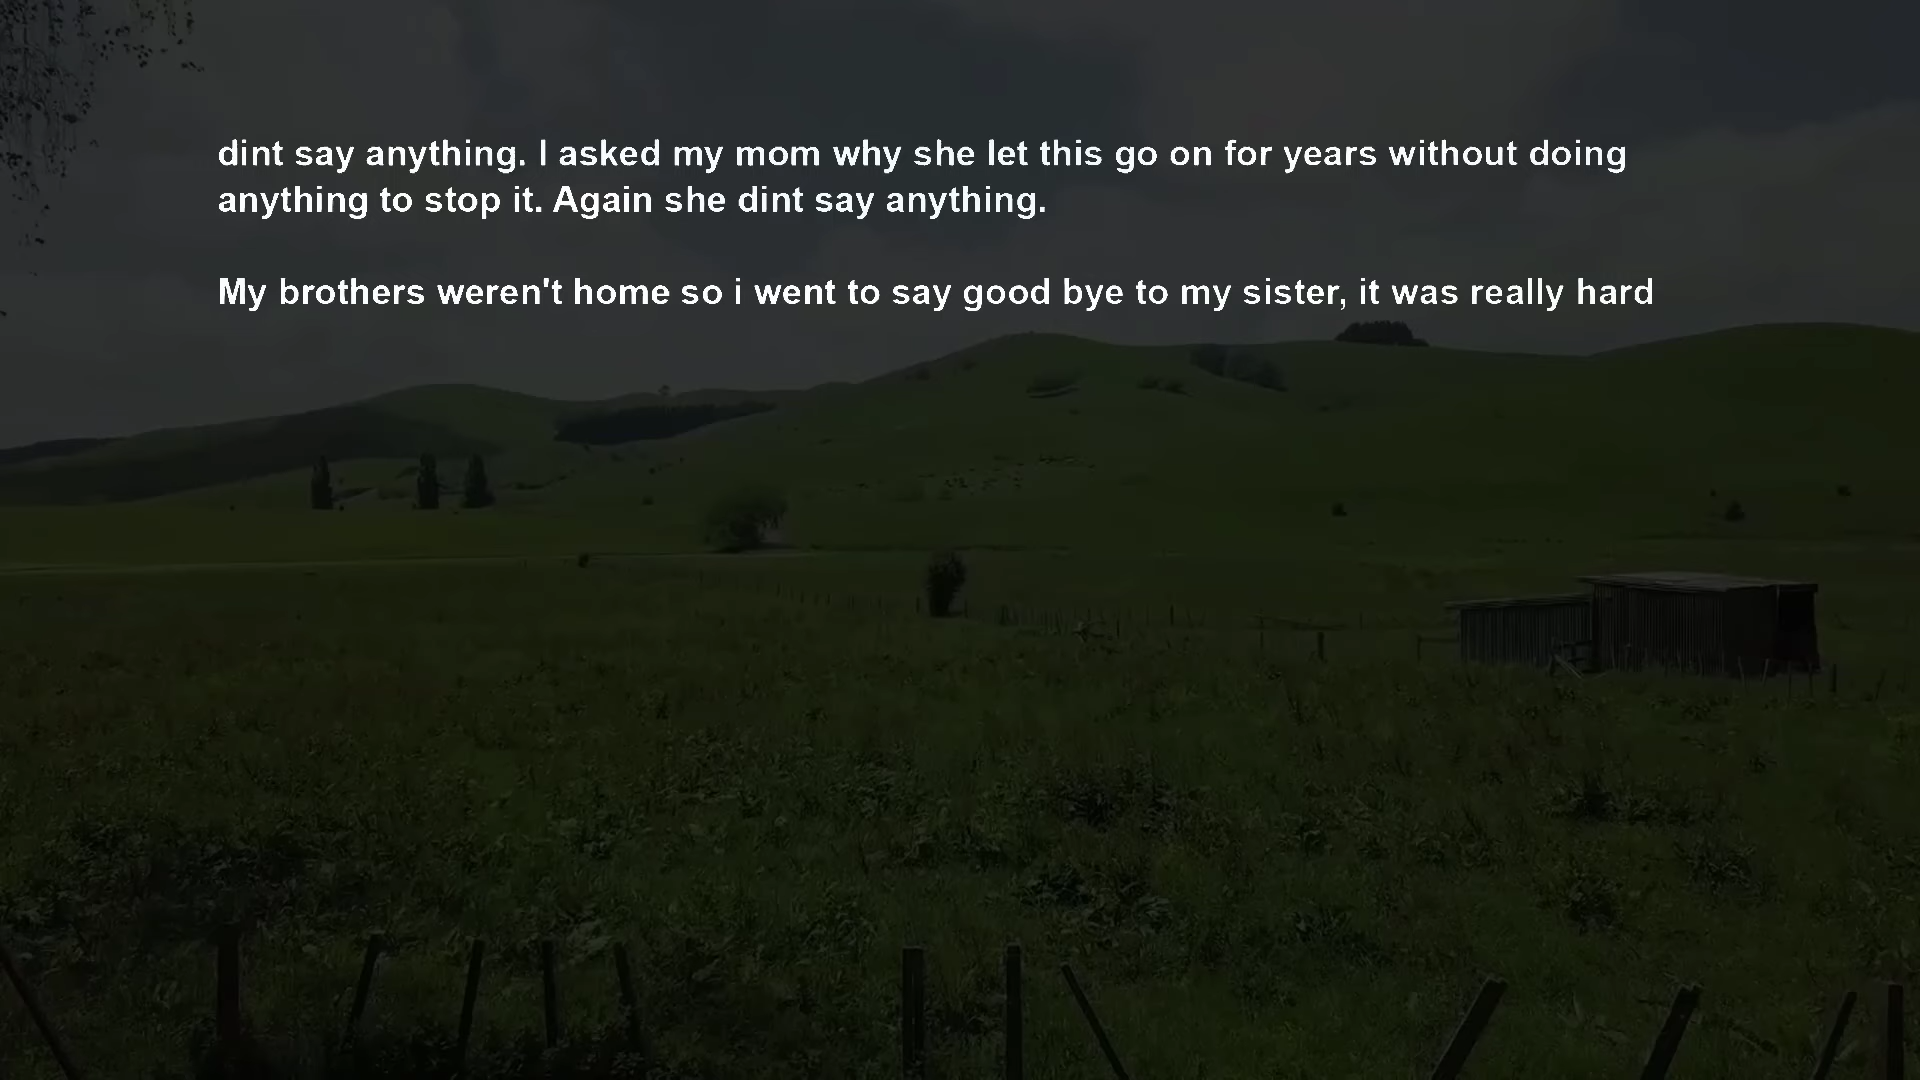 dint say anything. I asked my mom why she let this go on for years without doing
anything to stop it. Again she dint say anything.
My brothers weren't home so i went to say good bye to my sister, it was really hard